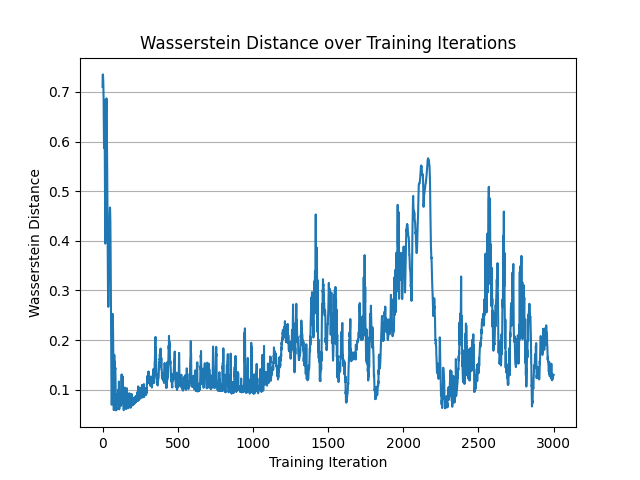 Wasserstein Distance over Training Iterations
Wasserstein Distance
0.7
0.6
0.5
0.4
0.3
0.2
0.1
0 500 1000 1500 2000 2500 3000
Training Iteration